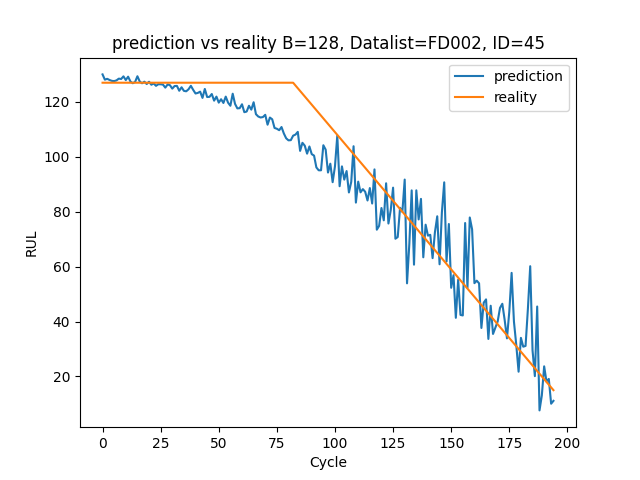 prediction vs reality B=128, Datalist=FD002, ID=45
prediction
reality
RUL
120
100
80
60
40
20
0 25 50 75 100 125 150 175 200
Cycle